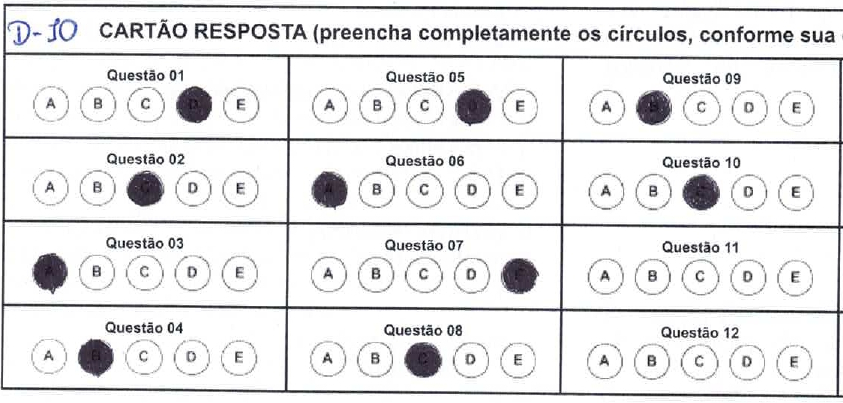 D-10 CARTÃO RESPOSTA (preencha completamente os círculos, conforme sua
Questão 01 Questão 05 Questão 09
A B C D E A B C D E A B C D E
Questão 02 Questão 06 Questão 10
A B C D E A B C D E A B C D E
Questão 03 Questão 07 Questão 11
A B C D E A B C D E A B C D E
Questão 04 Questão 08 Questão 12
A B C D E A B C D E A B C D E